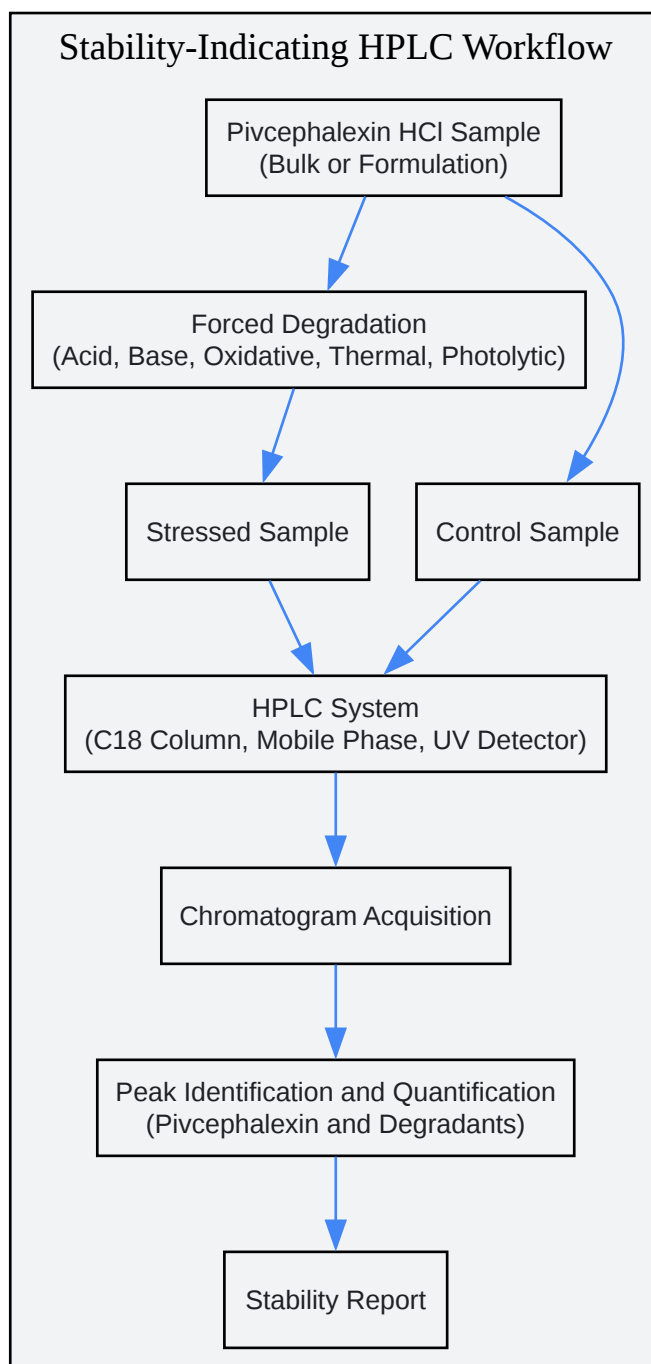 Stability-Indicating HPLC Workflow
Pivcephalexin HCl Sample
(Bulk or Formulation)
Forced Degradation
(Acid, Base, Oxidative, Thermal, Photolytic)
Stressed Sample
Control Sample
HPLC System
(C18 Column, Mobile Phase, UV Detector)
Chromatogram Acquisition
Peak Identification and Quantification
(Pivcephalexin and Degradants)
Stability Report